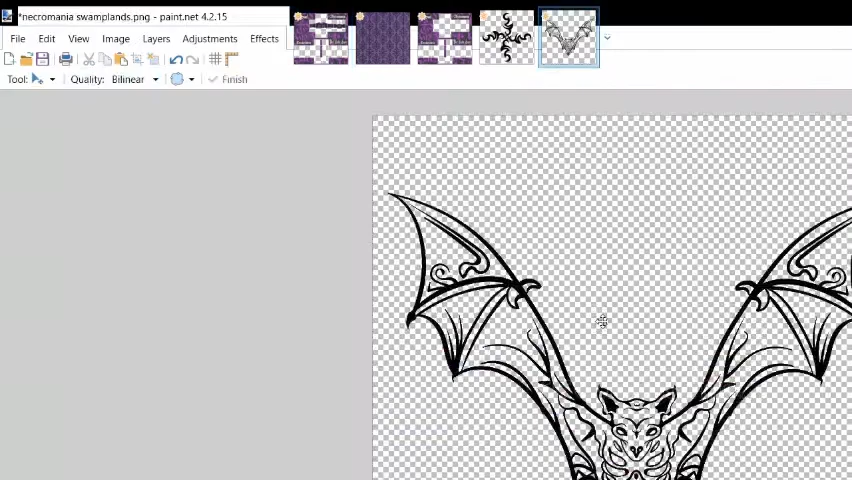 *necromania swamplands.png - paint.net 4.2.15
File Edit View Image Layers Adjustments Effects
Tool: Quality: Bilinear Finish